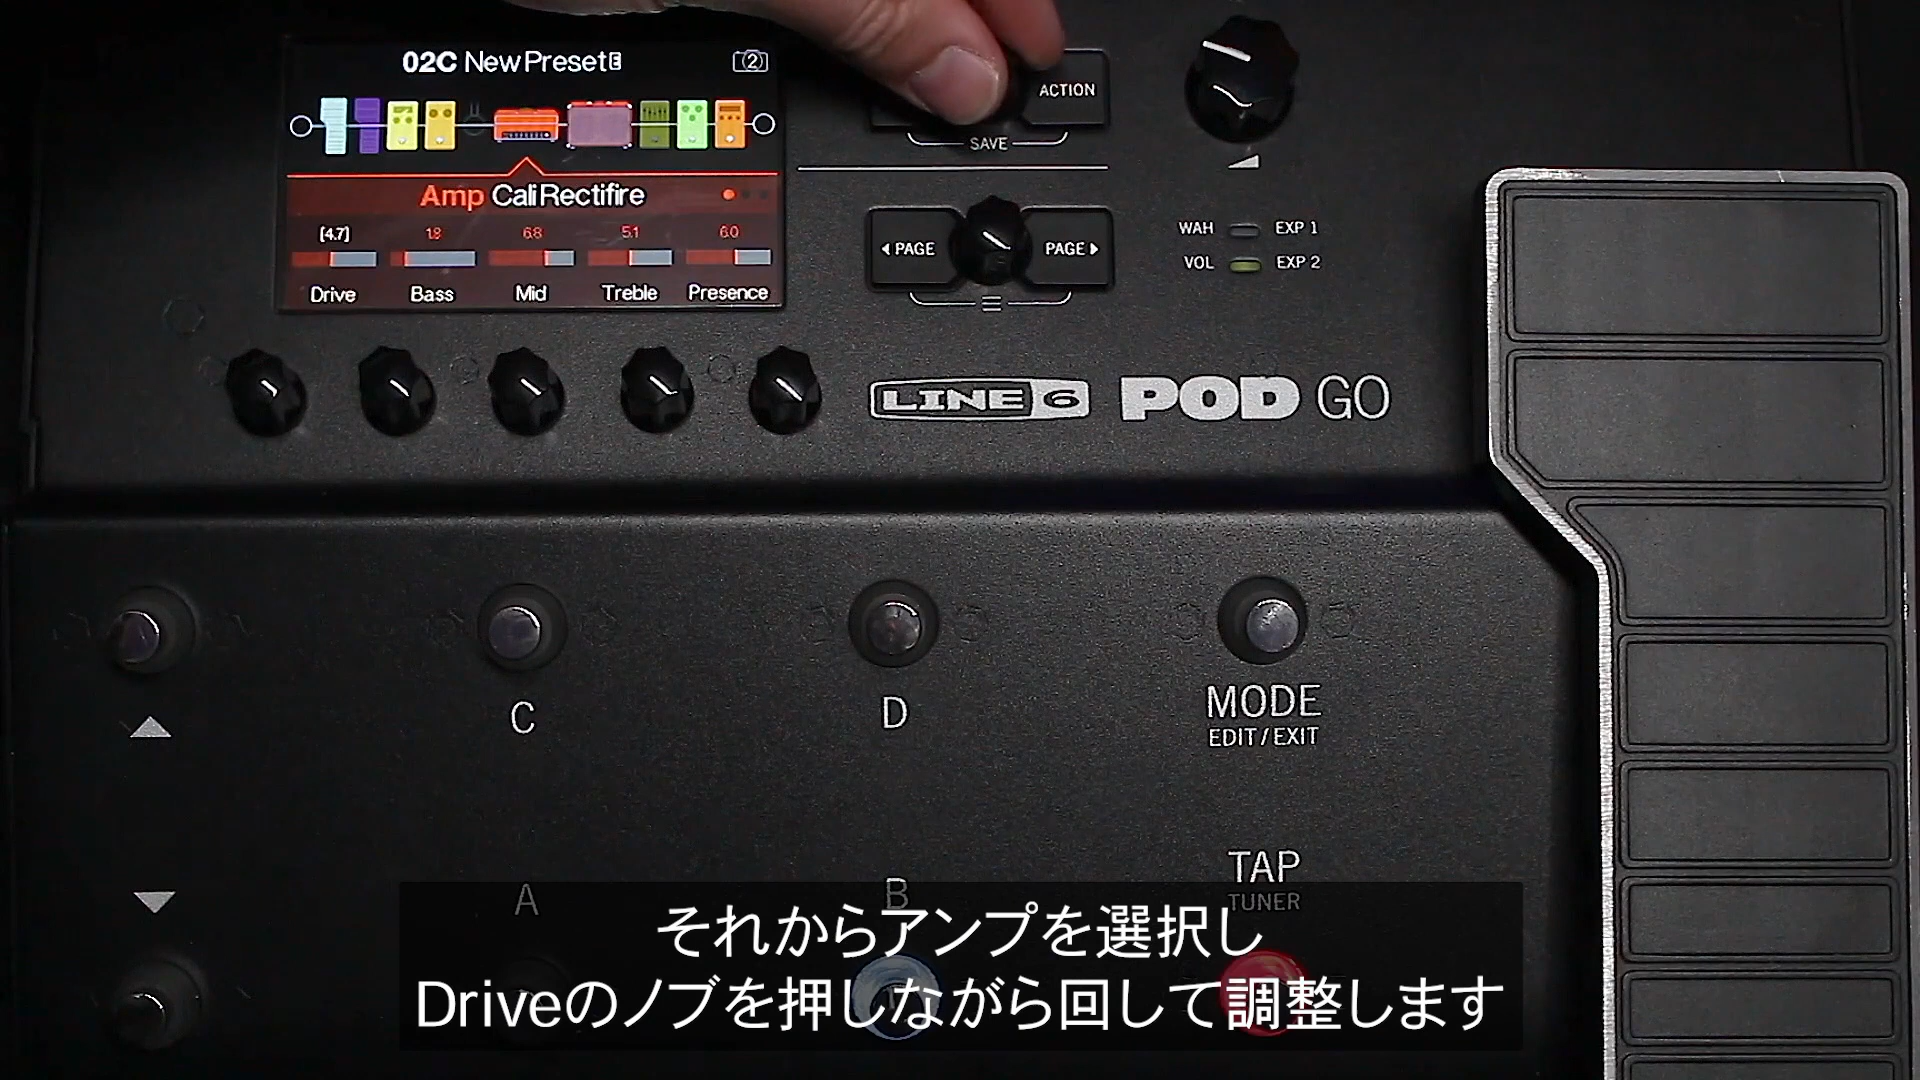 02C New Preset E
2
Amp Cali Rectifire
[4.7] 1.8 6.8 5.1 6.0
Drive Bass Mid Treble Presence
ACTION
SAVE
PAGE PAGE
WAH EXP 1
VOL EXP 2
LINE 6 POD GO
C D MODE
EDIT / EXIT
A B TAP
TUNER
それからアンプを選択し
Driveのノブを押しながら回して調整します